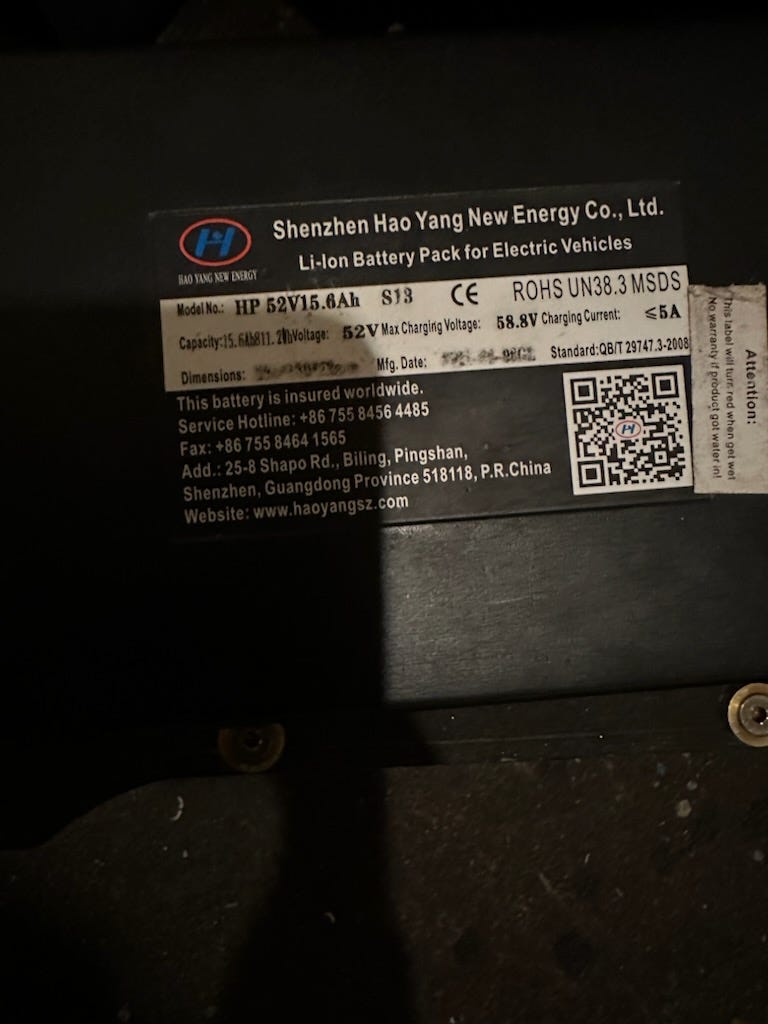 Shenzhen Hao Yang New Energy Co., Ltd.
Li-Ion Battery Pack for Electric Vehicles
HAO YANG NEW ENERGY
Model No.: HP 52V15.6Ah S13 CE ROHS UN38.3 MSDS
Capacity:15.6Ah811.2Wh Voltage: 52V Max Charging Voltage: 58.8V Charging Current: ≤5A
Dimensions: Mfg. Date: Standard:QB/T 29747.3-2008
This battery is insured worldwide.
Service Hotline: +86 755 8456 4485
Fax: +86 755 8464 1565
Add.: 25-8 Shapo Rd., Biling, Pingshan,
Shenzhen, Guangdong Province 518118, P.R.China
Website: www.haoyangsz.com
Attention:
This label will turn red when get wet
No warranty if product got water in!